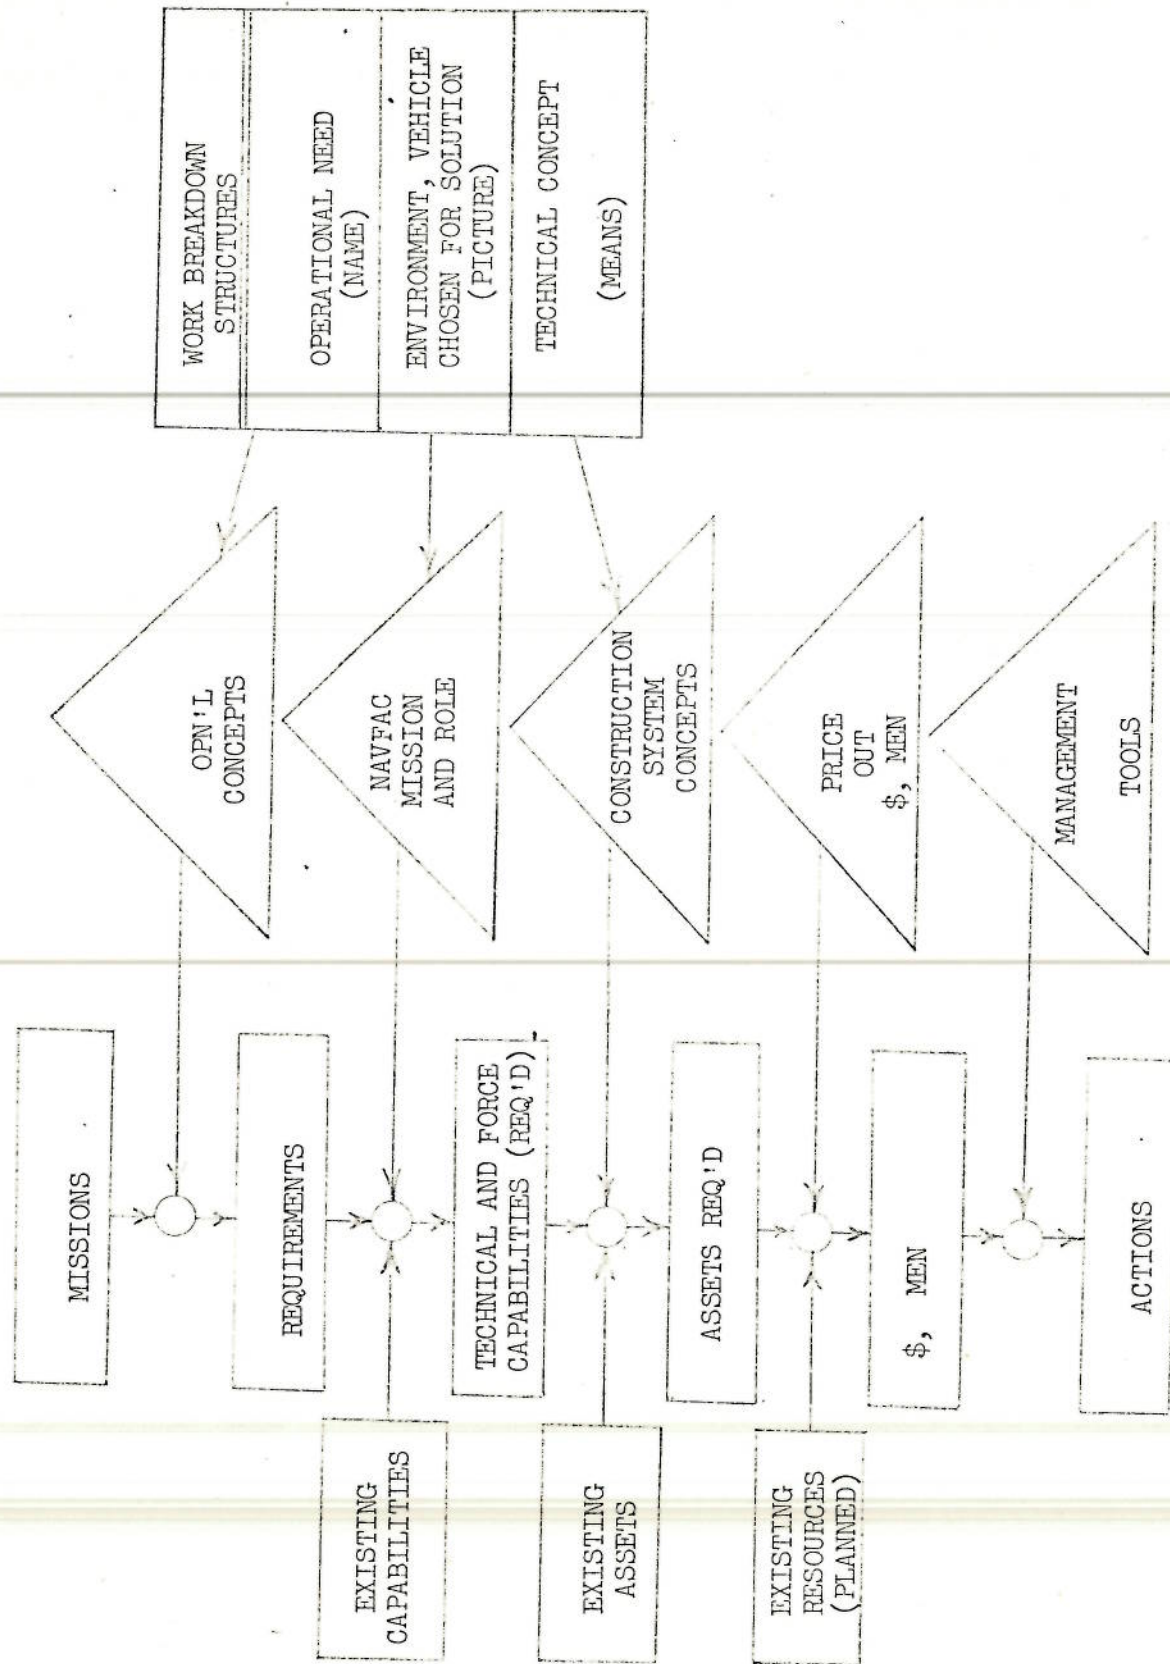 WORK BREAKDOWN
STRUCTURES
OPERATIONAL NEED
(NAME)
ENVIRONMENT, VEHICLE
CHOSEN FOR SOLUTION
(PICTURE)
TECHNICAL CONCEPT
(MEANS)
OPN'L
CONCEPTS
NAVFAC
MISSION
AND ROLE
CONSTRUCTION
SYSTEM
CONCEPTS
PRICE
OUT
$, MEN
MANAGEMENT
TOOLS
MISSIONS
REQUIREMENTS
TECHNICAL AND FORCE
CAPABILITIES (REQ'D)
ASSETS REQ'D
$, MEN
ACTIONS
EXISTING
CAPABILITIES
EXISTING
ASSETS
EXISTING
RESOURCES
(PLANNED)